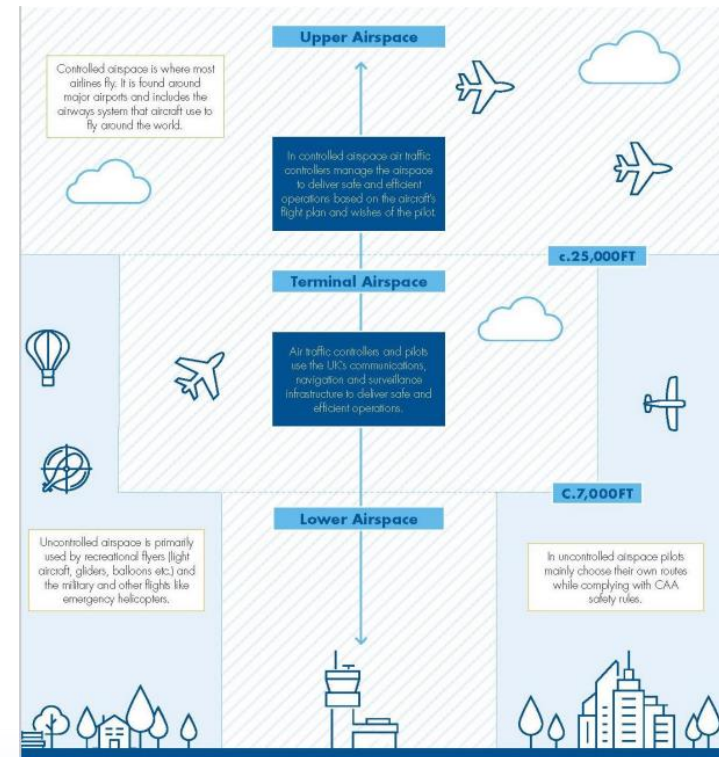 Upper Airspace
Controlled airspace is where most
airlines fly. It is found around
major airports and includes the
airways system that aircraft use to
fly around the world.
In controlled airspace air traffic
controllers manage the airspace
to deliver safe and efficient
operations based on the aircraft's
flight plan and wishes of the pilot.
c.25,000FT
Terminal Airspace
Air traffic controllers and pilots
use the UK's communications,
navigation and surveillance
infrastructure to deliver safe and
efficient operations.
C.7,000FT
Lower Airspace
Uncontrolled airspace is primarily
used by recreational flyers (light
aircraft, gliders, balloons etc.) and
the military and other flights like
emergency helicopters.
In uncontrolled airspace pilots
mainly choose their own routes
while complying with CAA
safety rules.